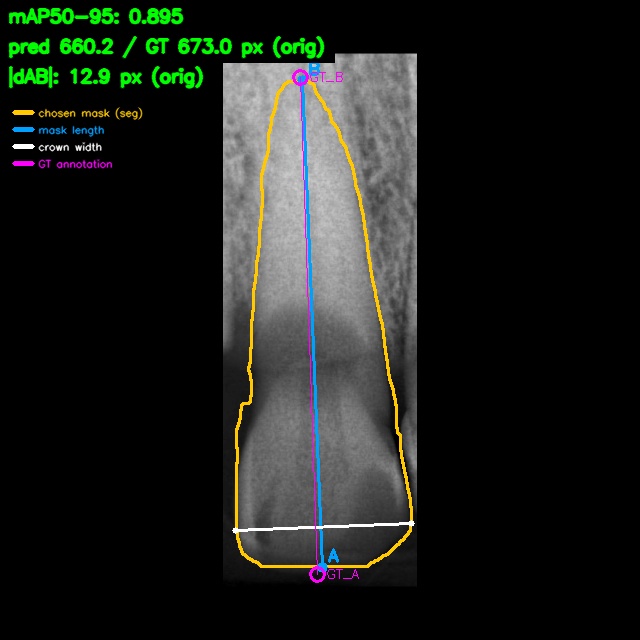 mAP50-95: 0.895
pred 660.2 / GT 673.0 px (orig)
|dAB|: 12.9 px (orig)
chosen mask (seg)
mask length
crown width
GT annotation
B
GT_B
A
GT_A